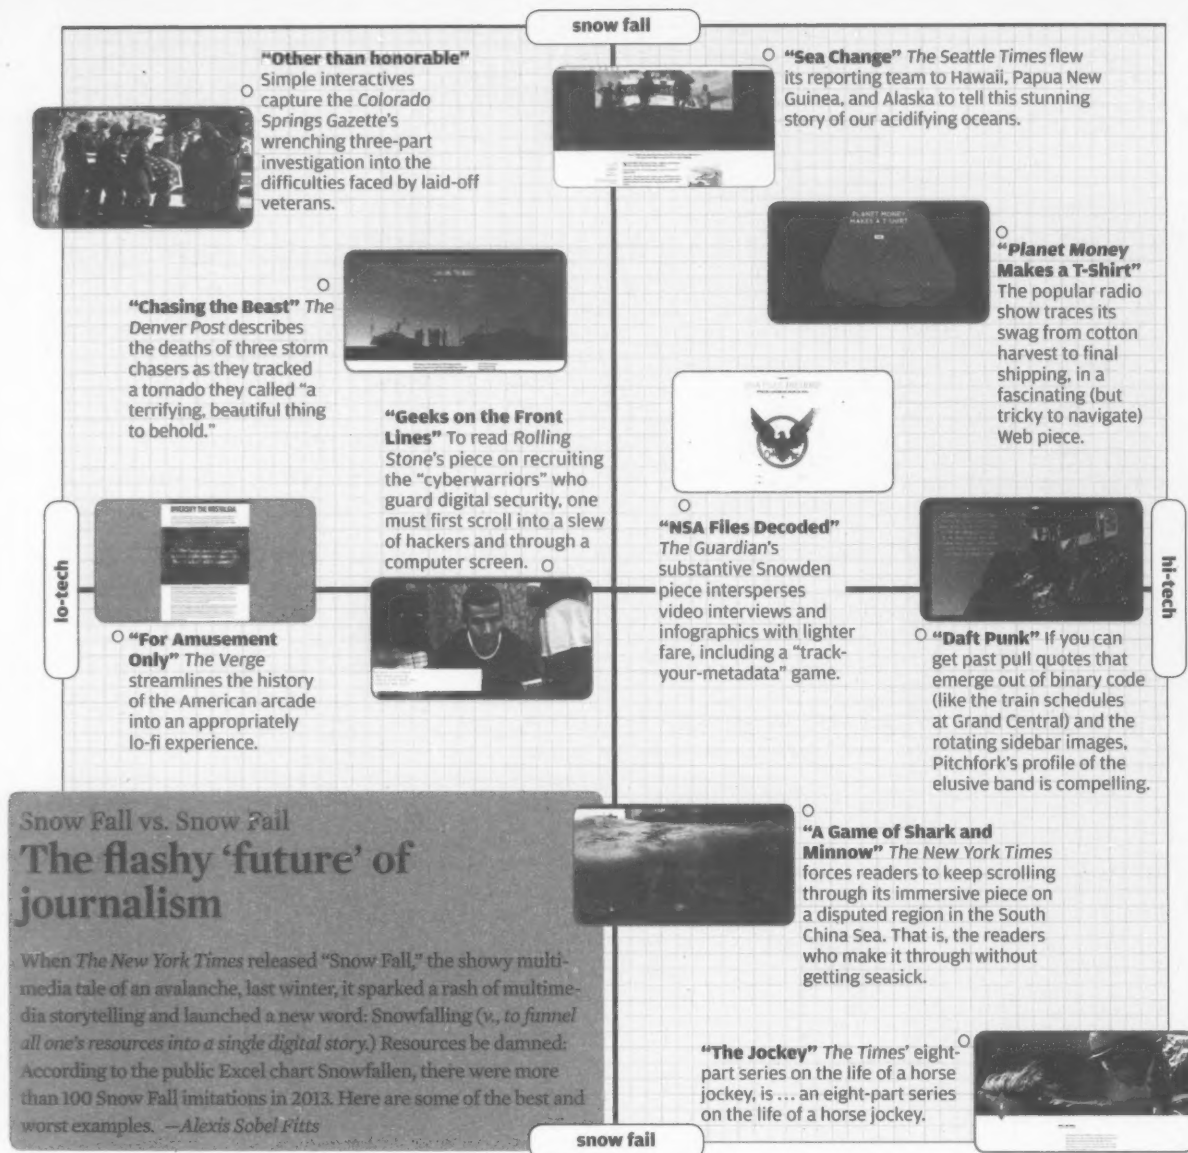 snow fall
“Other than honorable”
Simple interactives
capture the Colorado
Springs Gazette’s
wrenching three-part
investigation into the
difficulties faced by laid-off
veterans.
“Sea Change” The Seattle Times flew
its reporting team to Hawaii, Papua New
Guinea, and Alaska to tell this stunning
story of our acidifying oceans.
PLANET MONEY
MAKES A T-SHIRT
“Planet Money
Makes a T-Shirt”
The popular radio
show traces its
swag from cotton
harvest to final
shipping, in a
fascinating (but
tricky to navigate)
Web piece.
“Chasing the Beast” The
Denver Post describes
the deaths of three storm
chasers as they tracked
a tornado they called “a
terrifying, beautiful thing
to behold.”
“Geeks on the Front
Lines” To read Rolling
Stone’s piece on recruiting
the “cyberwarriors” who
guard digital security, one
must first scroll into a slew
of hackers and through a
computer screen.
“NSA Files Decoded”
The Guardian’s
substantive Snowden
piece intersperses
video interviews and
infographics with lighter
fare, including a “track-
your-metadata” game.
lo-tech
hi-tech
“For Amusement
Only” The Verge
streamlines the history
of the American arcade
into an appropriately
lo-fi experience.
“Daft Punk” If you can
get past pull quotes that
emerge out of binary code
(like the train schedules
at Grand Central) and the
rotating sidebar images,
Pitchfork’s profile of the
elusive band is compelling.
Snow Fall vs. Snow Fail
The flashy ‘future’ of
journalism
When The New York Times released “Snow Fall,” the showy multi-
media tale of an avalanche, last winter, it sparked a rash of multime-
dia storytelling and launched a new word: Snowfalling (v., to funnel
all one’s resources into a single digital story.) Resources be damned:
According to the public Excel chart Snowfallen, there were more
than 100 Snow Fall imitations in 2013. Here are some of the best and
worst examples. —Alexis Sobel Fitts
“A Game of Shark and
Minnow” The New York Times
forces readers to keep scrolling
through its immersive piece on
a disputed region in the South
China Sea. That is, the readers
who make it through without
getting seasick.
“The Jockey” The Times’ eight-
part series on the life of a horse
jockey, is ... an eight-part series
on the life of a horse jockey.
snow fail